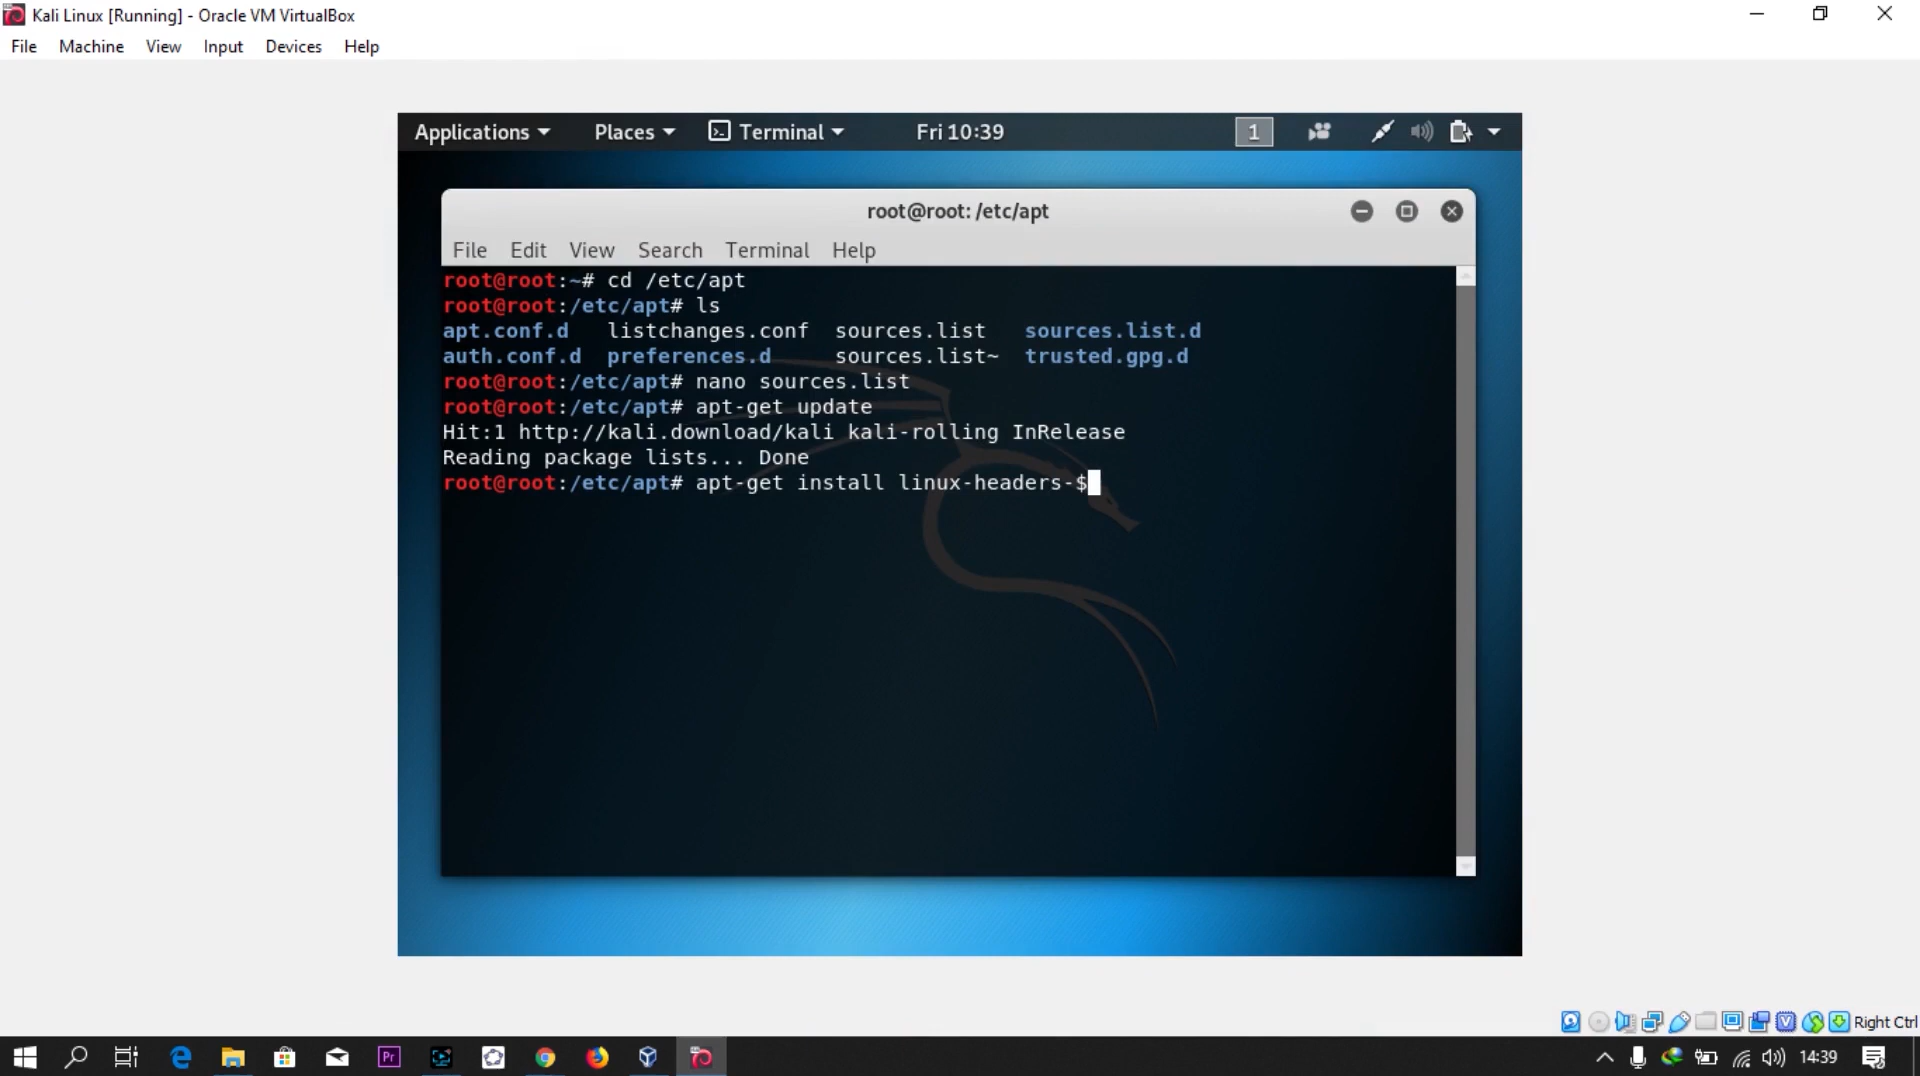 Kali Linux [Running] - Oracle VM VirtualBox
File Machine View Input Devices Help
Applications Places Terminal Fri 10:39 1
root@root: /etc/apt
File Edit View Search Terminal Help
root@root:~# cd /etc/apt
root@root:/etc/apt# ls
apt.conf.d listchanges.conf sources.list sources.list.d
auth.conf.d preferences.d sources.list~ trusted.gpg.d
root@root:/etc/apt# nano sources.list
root@root:/etc/apt# apt-get update
Hit:1 http://kali.download/kali kali-rolling InRelease
Reading package lists... Done
root@root:/etc/apt# apt-get install linux-headers-$
Right Ctrl
Pr 14:39